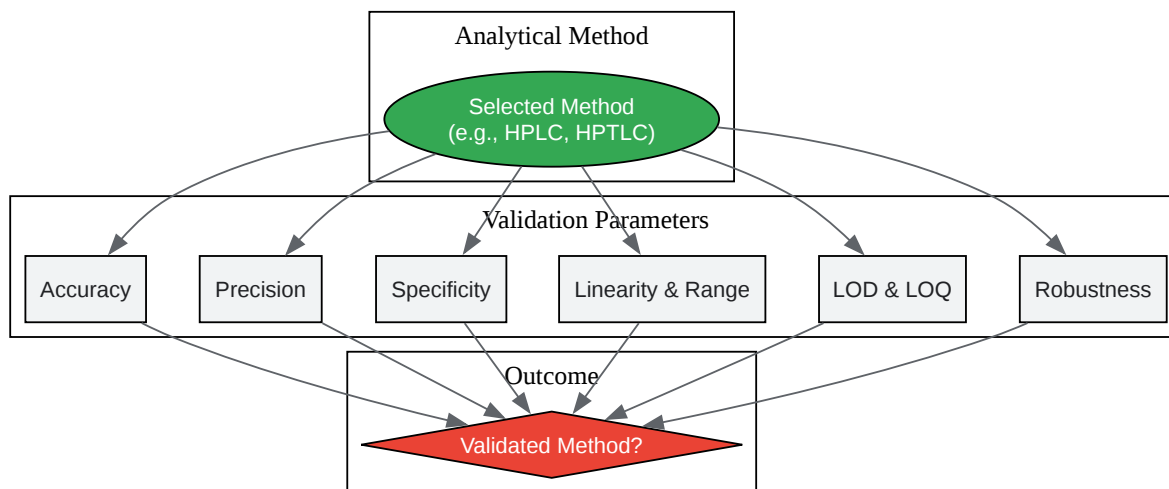 Analytical Method
Selected Method
(e.g., HPLC, HPTLC)
Validation Parameters
Accuracy
Precision
Specificity
Linearity & Range
LOD & LOQ
Robustness
Outcome
Validated Method?